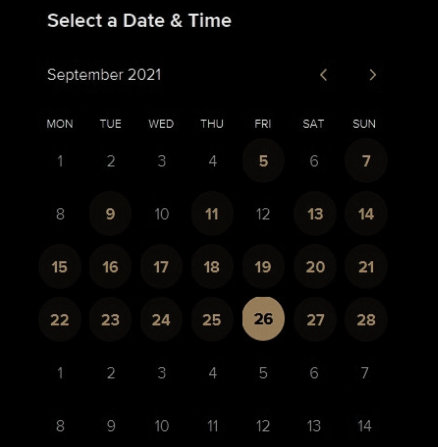 Select a Date & Time
September 2021
MON TUE WED THU FRI SAT SUN
1 2 3 4 5 6 7
8 9 10 11 12 13 14
15 16 17 18 19 20 21
22 23 24 25 26 27 28
1 2 3 4 5 6 7
8 9 10 11 12 13 14